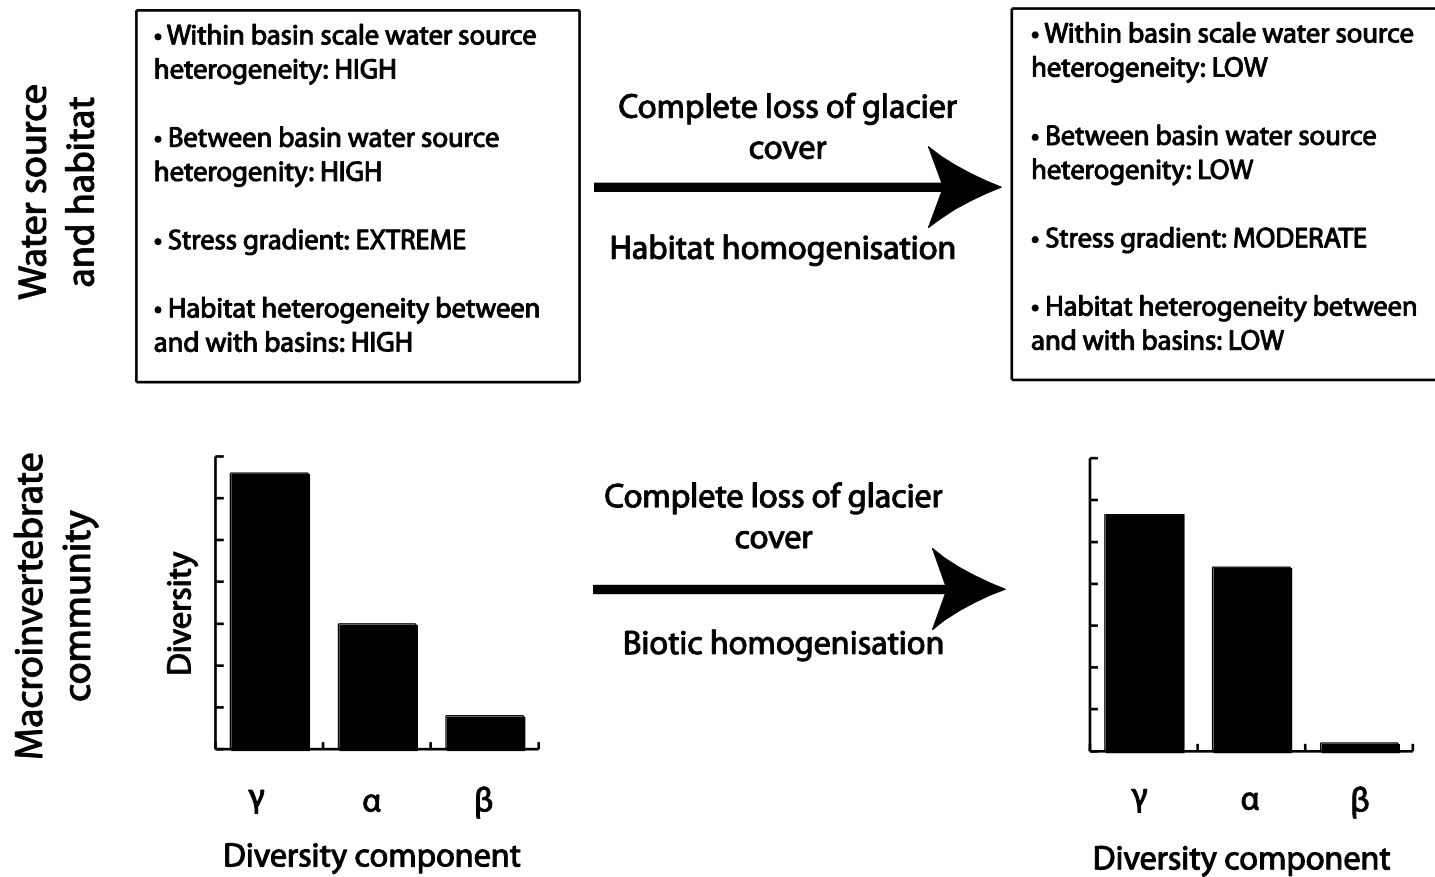 Water source
and habitat
• Within basin scale water source
heterogeneity: HIGH
• Between basin water source
heterogenity: HIGH
• Stress gradient: EXTREME
• Habitat heterogeneity between
and with basins: HIGH
Complete loss of glacier
cover
Habitat homogenisation
• Within basin scale water source
heterogeneity: LOW
• Between basin water source
heterogenity: LOW
• Stress gradient: MODERATE
• Habitat heterogeneity between
and with basins: LOW
Macroinvertebrate
community
Diversity
γ α β
Diversity component
Complete loss of glacier
cover
Biotic homogenisation
γ α β
Diversity component